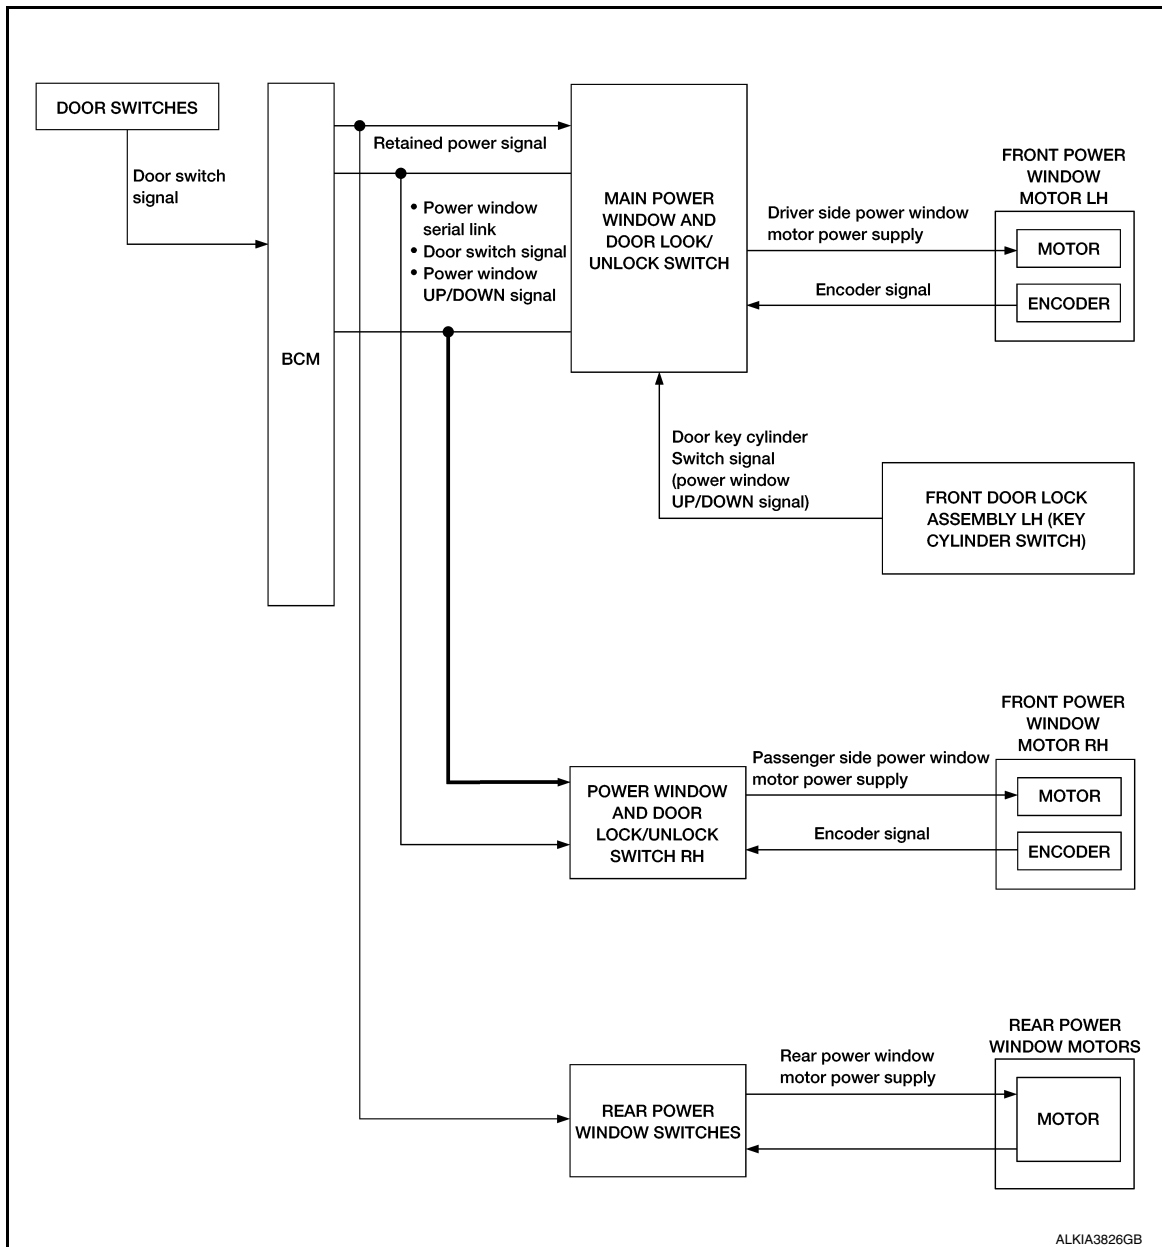 DOOR SWITCHES
Door switch
signal
BCM
Retained power signal
• Power window
serial link
• Door switch signal
• Power window
UP/DOWN signal
MAIN POWER
WINDOW AND
DOOR LOOK/
UNLOCK SWITCH
Driver side power window
motor power supply
Encoder signal
FRONT POWER
WINDOW
MOTOR LH
MOTOR
ENCODER
Door key cylinder
Switch signal
(power window
UP/DOWN signal)
FRONT DOOR LOCK
ASSEMBLY LH (KEY
CYLINDER SWITCH)
POWER WINDOW
AND DOOR
LOCK/UNLOCK
SWITCH RH
Passenger side power window
motor power supply
Encoder signal
FRONT POWER
WINDOW
MOTOR RH
MOTOR
ENCODER
REAR POWER
WINDOW SWITCHES
Rear power window
motor power supply
REAR POWER
WINDOW MOTORS
MOTOR
ALKIA3826GB